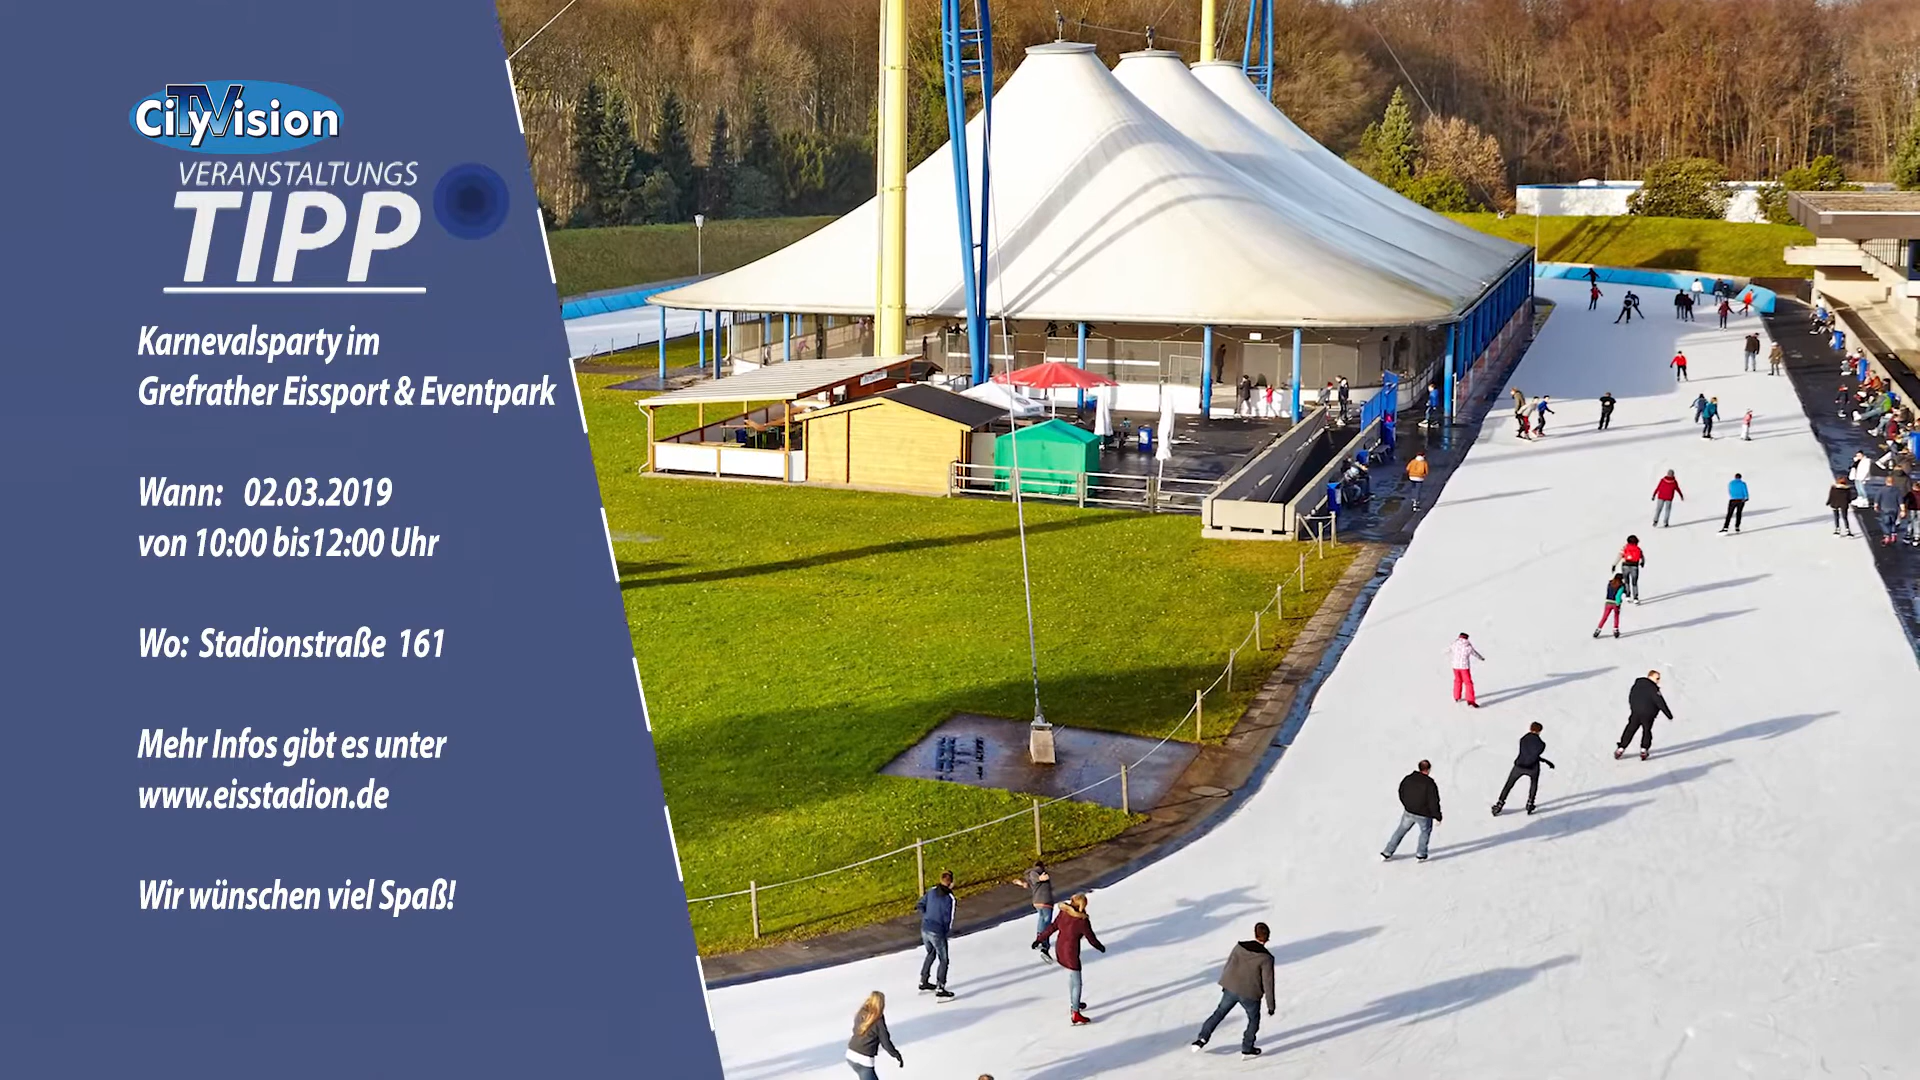 CiTyVision
VERANSTALTUNGS
TIPP
Karnevalsparty im
Grefrather Eissport & Eventpark
Wann: 02.03.2019
von 10:00 bis12:00 Uhr
Wo: Stadionstraße 161
Mehr Infos gibt es unter
www.eisstadion.de
Wir wünschen viel Spaß!